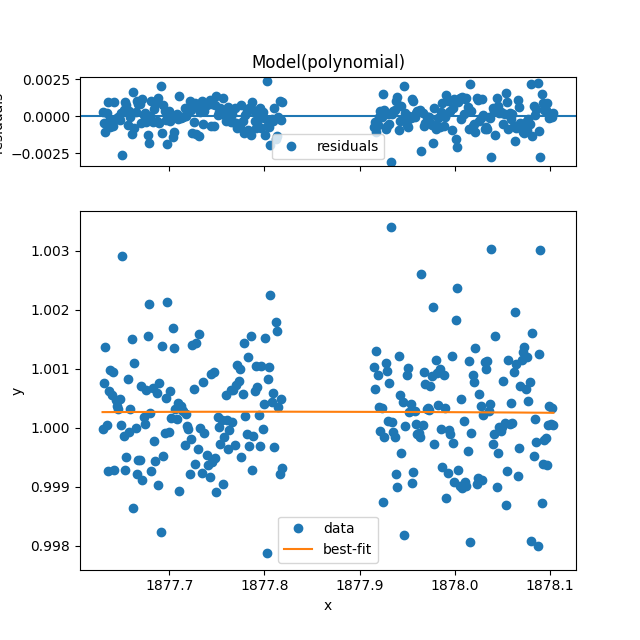 Model(polynomial)
0.0025
0.0000
−0.0025
residuals
1.003
1.002
1.001
1.000
0.999
0.998
y
data
best-fit
1877.7
1877.8
1877.9
1878.0
1878.1
x